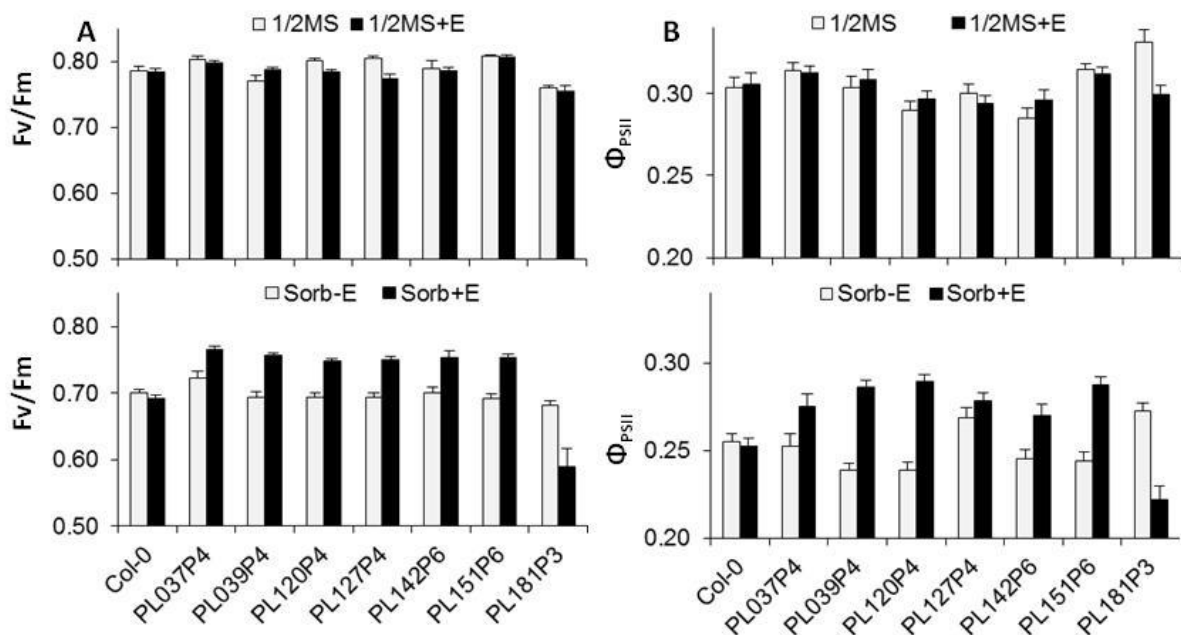 A
1/2MS 1/2MS+E
Fv/Fm
0.80
0.70
0.60
0.50
B
1/2MS 1/2MS+E
ΦPSII
0.30
0.25
0.20
Sorb-E Sorb+E
Fv/Fm
0.80
0.70
0.60
0.50
Col-0
PL037P4
PL039P4
PL120P4
PL127P4
PL142P6
PL151P6
PL181P3
Sorb-E Sorb+E
ΦPSII
0.30
0.25
0.20
Col-0
PL037P4
PL039P4
PL120P4
PL127P4
PL142P6
PL151P6
PL181P3